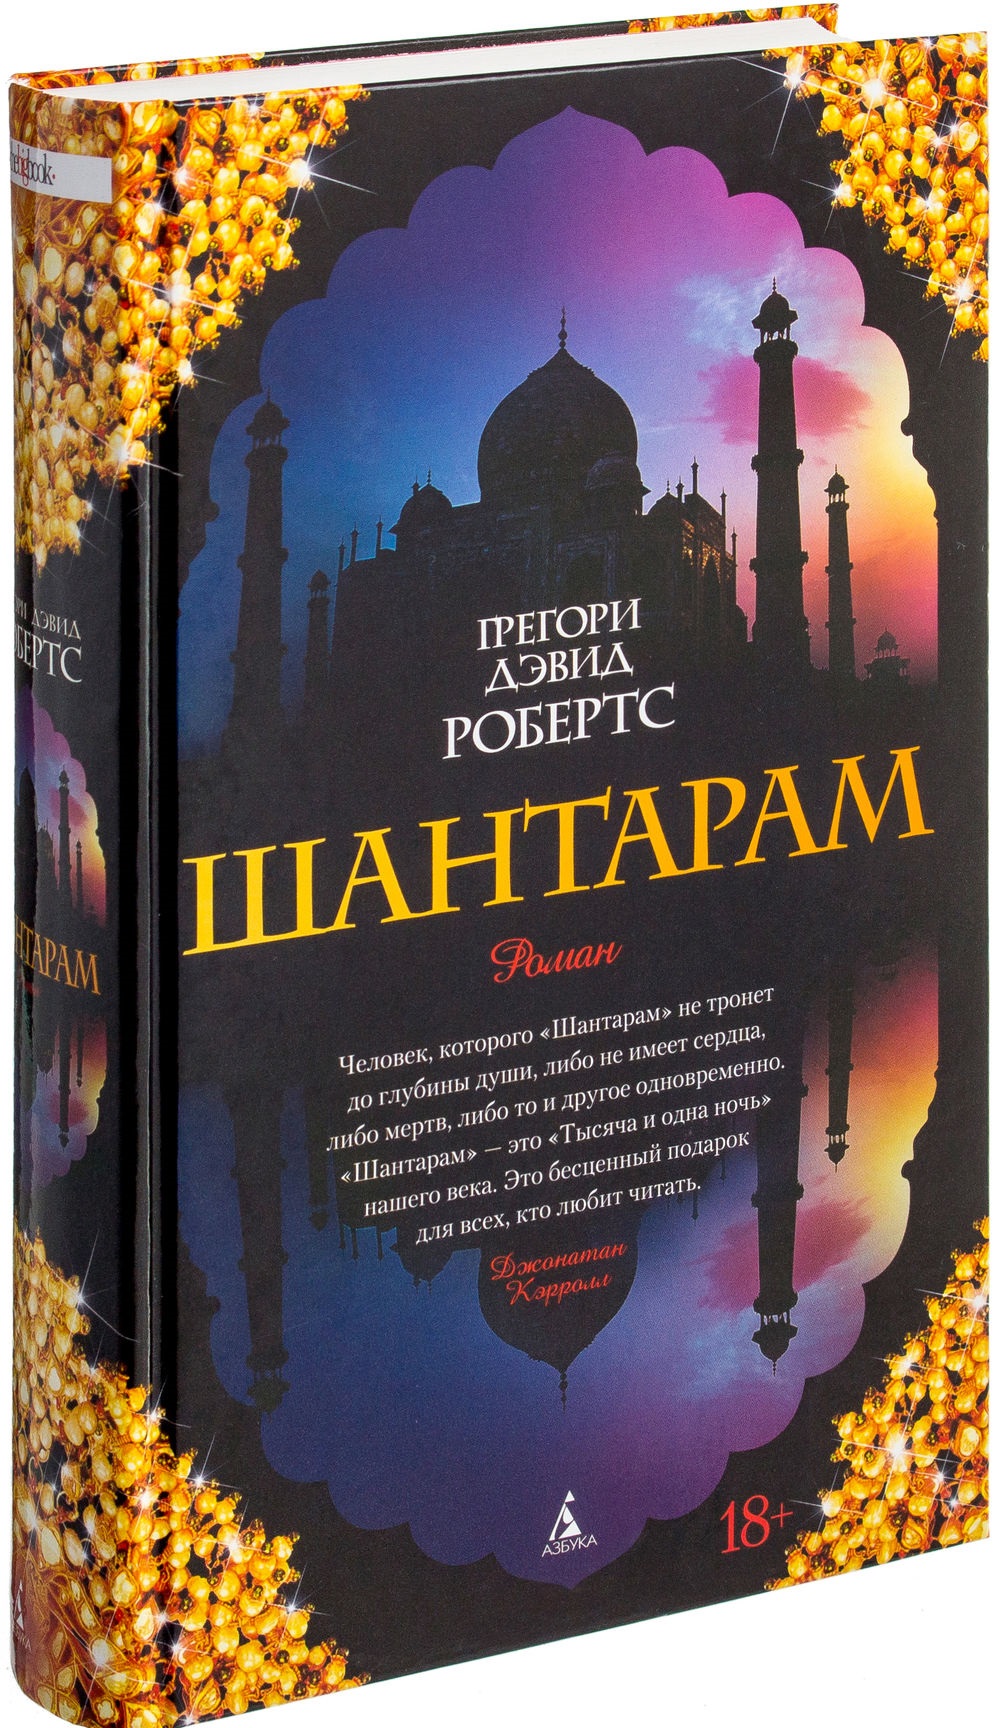 thebigbook.
ГРЕГОРИ
ДЭВИД
РОБЕРТС
ШАНТАРАМ
Роман
Человек, которого «Шантарам» не тронет
до глубины души, либо не имеет сердца,
либо мертв, либо то и другое одновременно.
«Шантарам» — это «Тысяча и одна ночь»
нашего века. Это бесценный подарок
для всех, кто любит читать.
Джонатан
Кэрролл
АЗБУКА
18+
ДЭВИД